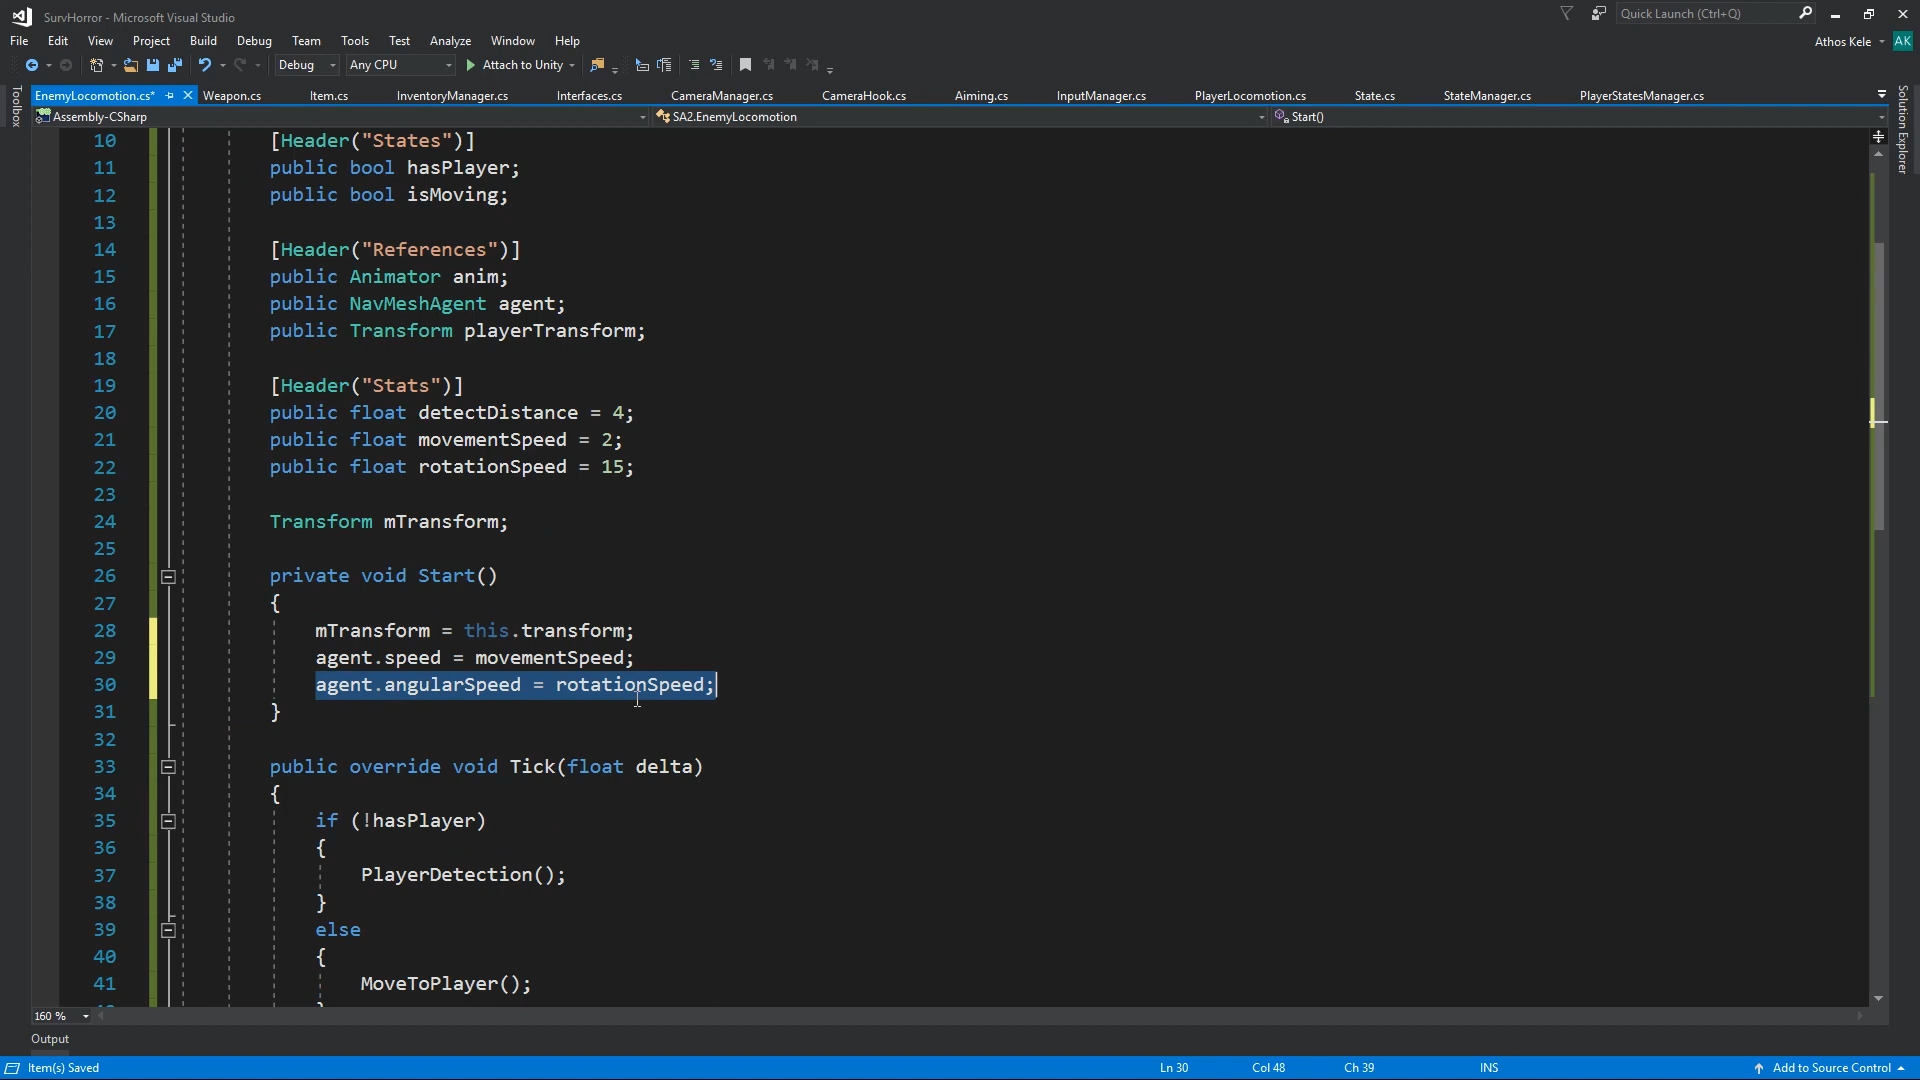 SurvHorror - Microsoft Visual Studio
Quick Launch (Ctrl+Q)
File Edit View Project Build Debug Team Tools Test Analyze Window Help
Athos Kele AK
Debug Any CPU Attach to Unity
EnemyLocomotion.cs* Weapon.cs Item.cs InventoryManager.cs Interfaces.cs CameraManager.cs CameraHook.cs Aiming.cs InputManager.cs PlayerLocomotion.cs State.cs StateManager.cs PlayerStatesManager.cs
Toolbox
Solution Explorer
Assembly-CSharp SA2.EnemyLocomotion Start()
10 [Header("States")]
11 public bool hasPlayer;
12 public bool isMoving;
13
14 [Header("References")]
15 public Animator anim;
16 public NavMeshAgent agent;
17 public Transform playerTransform;
18
19 [Header("Stats")]
20 public float detectDistance = 4;
21 public float movementSpeed = 2;
22 public float rotationSpeed = 15;
23
24 Transform mTransform;
25
26 private void Start()
27 {
28 mTransform = this.transform;
29 agent.speed = movementSpeed;
30 agent.angularSpeed = rotationSpeed;
31 }
32
33 public override void Tick(float delta)
34 {
35 if (!hasPlayer)
36 {
37 PlayerDetection();
38 }
39 else
40 {
41 MoveToPlayer();
160 %
Output
Item(s) Saved Ln 30 Col 48 Ch 39 INS Add to Source Control